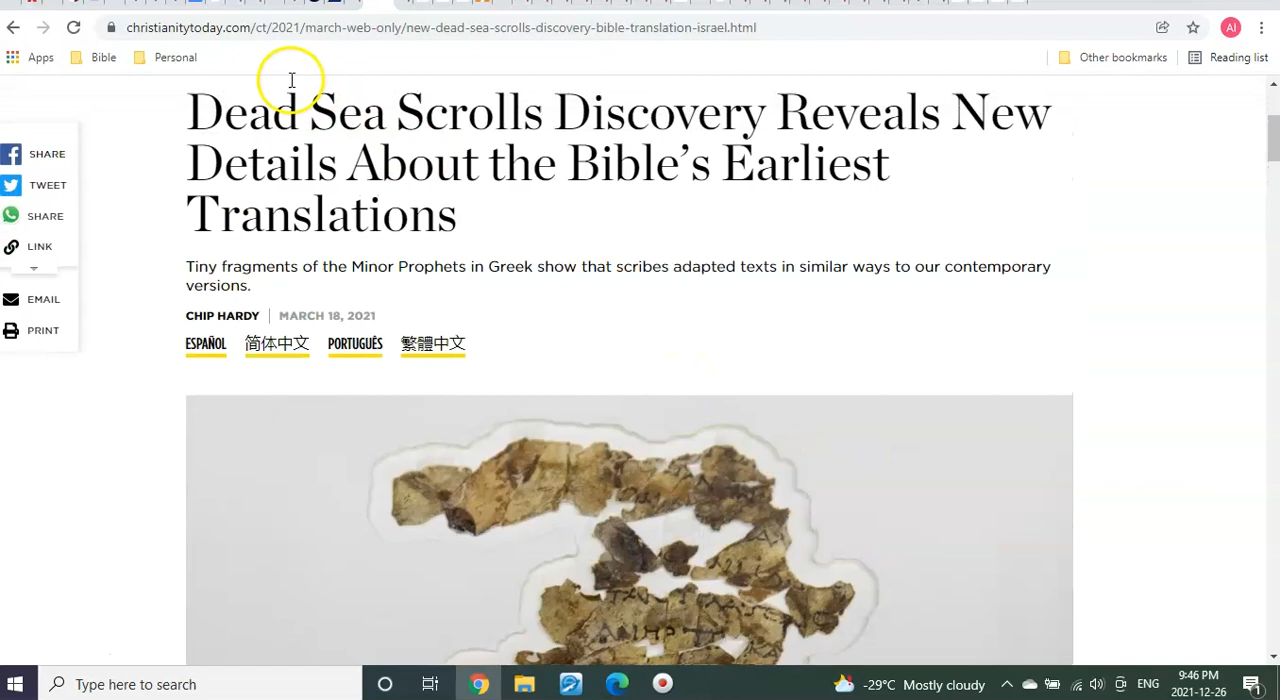 christianitytoday.com/ct/2021/march-web-only/new-dead-sea-scrolls-discovery-bible-translation-israel.html
AI
Apps
Bible
Personal
Other bookmarks
Reading list
Dead Sea Scrolls Discovery Reveals New
Details About the Bible's Earliest
Translations
SHARE
TWEET
SHARE
LINK
EMAIL
PRINT
Tiny fragments of the Minor Prophets in Greek show that scribes adapted texts in similar ways to our contemporary
versions.
CHIP HARDY | MARCH 18, 2021
ESPAÑOL 简体中文 PORTUGUÊS 繁體中文
Type here to search
-29°C Mostly cloudy
ENG
9:46 PM
2021-12-26
1